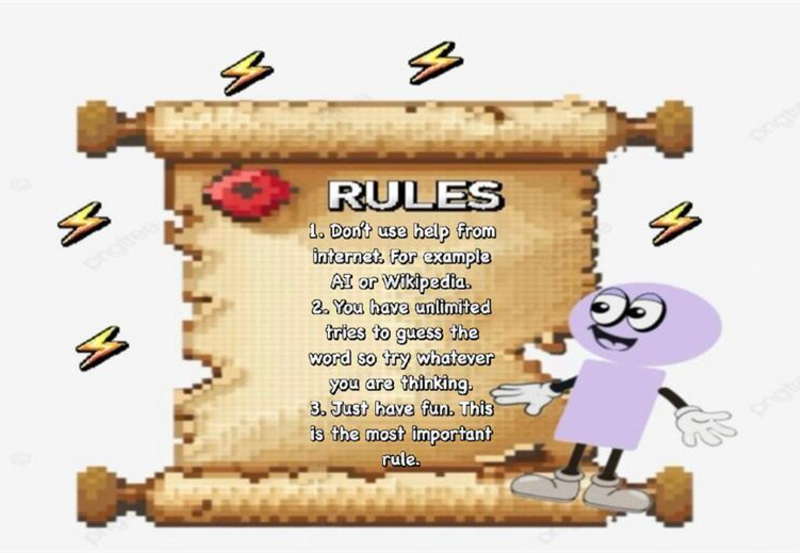 RULES
1. Don't use help from
internet. For example
AI or Wikipedia.
2. You have unlimited
tries to guess the
word so try whatever
you are thinking.
3. Just have fun. This
is the most important
rule.